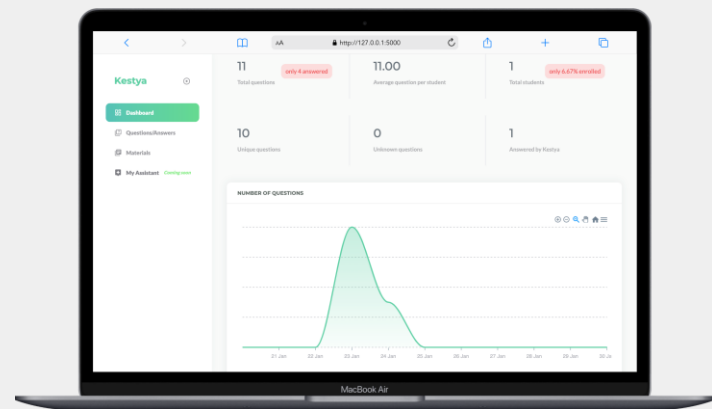 AA
http://127.0.0.1:5000
Kestya
Dashboard
Questions/Answers
Materials
My Assistant Coming soon
11
only 4 answered
Total questions
11.00
Average question per student
1
only 6.67% enrolled
Total students
10
Unique questions
0
Unknown questions
1
Answered by Kestya
NUMBER OF QUESTIONS
21 Jan 22 Jan 23 Jan 24 Jan 25 Jan 26 Jan 27 Jan 28 Jan 29 Jan 30 Ja
MacBook Air